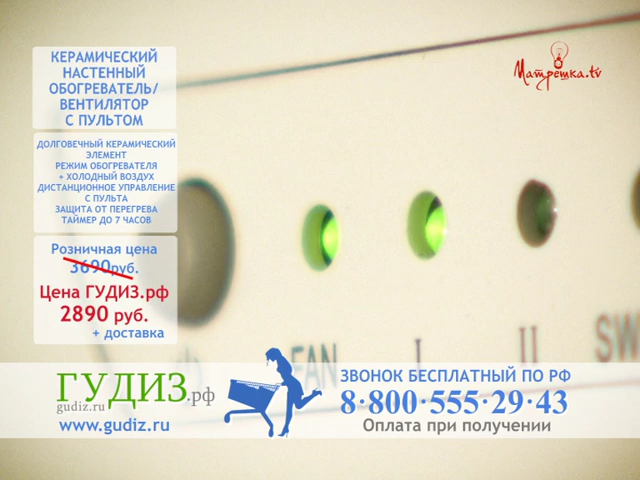 КЕРАМИЧЕСКИЙ
НАСТЕННЫЙ
ОБОГРЕВАТЕЛЬ/
ВЕНТИЛЯТОР
С ПУЛЬТОМ
Матрешка.tv
ДОЛГОВЕЧНЫЙ КЕРАМИЧЕСКИЙ
ЭЛЕМЕНТ
РЕЖИМ ОБОГРЕВАТЕЛЯ
+ ХОЛОДНЫЙ ВОЗДУХ
ДИСТАНЦИОННОЕ УПРАВЛЕНИЕ
С ПУЛЬТА
ЗАЩИТА ОТ ПЕРЕГРЕВА
ТАЙМЕР ДО 7 ЧАСОВ
Розничная цена
3690руб.
Цена ГУДИЗ.рф
2890 руб.
+ доставка
FAN I II SW
ГУДИЗ.рф
gudiz.ru
www.gudiz.ru
ЗВОНОК БЕСПЛАТНЫЙ ПО РФ
8·800·555·29·43
Оплата при получении